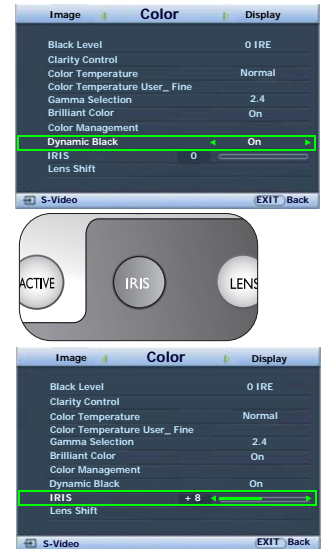 Image Color Display
Black Level 0 IRE
Clarity Control
Color Temperature Normal
Color Temperature User_ Fine
Gamma Selection 2.4
Brilliant Color On
Color Management
Dynamic Black On
IRIS 0
Lens Shift
S-Video EXIT Back
ACTIVE IRIS LENS
Image Color Display
Black Level 0 IRE
Clarity Control
Color Temperature Normal
Color Temperature User_ Fine
Gamma Selection 2.4
Brilliant Color On
Color Management
Dynamic Black On
IRIS + 8
Lens Shift
S-Video EXIT Back